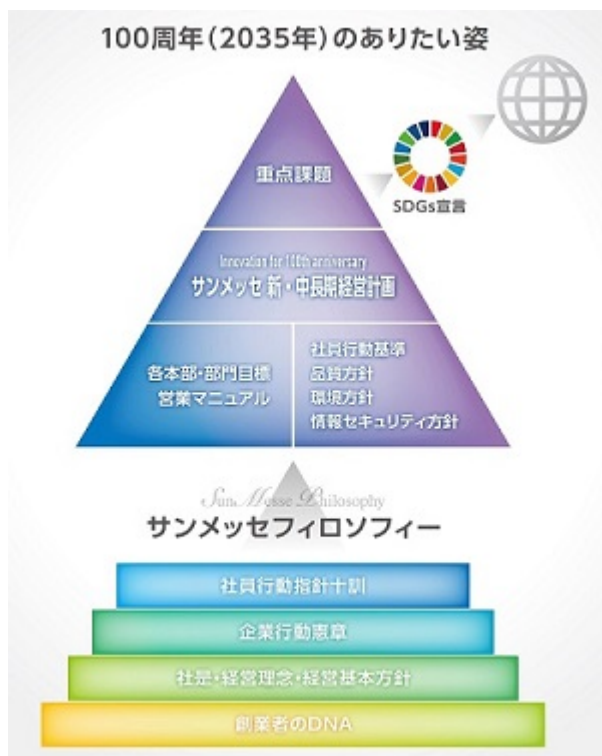 100周年(2035年)のありたい姿
重点課題
SDGs宣言
Innovation for 100th anniversary
サンメッセ 新・中長期経営計画
各本部・部門目標
営業マニュアル
社員行動基準
品質方針
環境方針
情報セキュリティ方針
SunMesse Philosophy
サンメッセフィロソフィー
社員行動指針十訓
企業行動憲章
社是・経営理念・経営基本方針
創業者のDNA